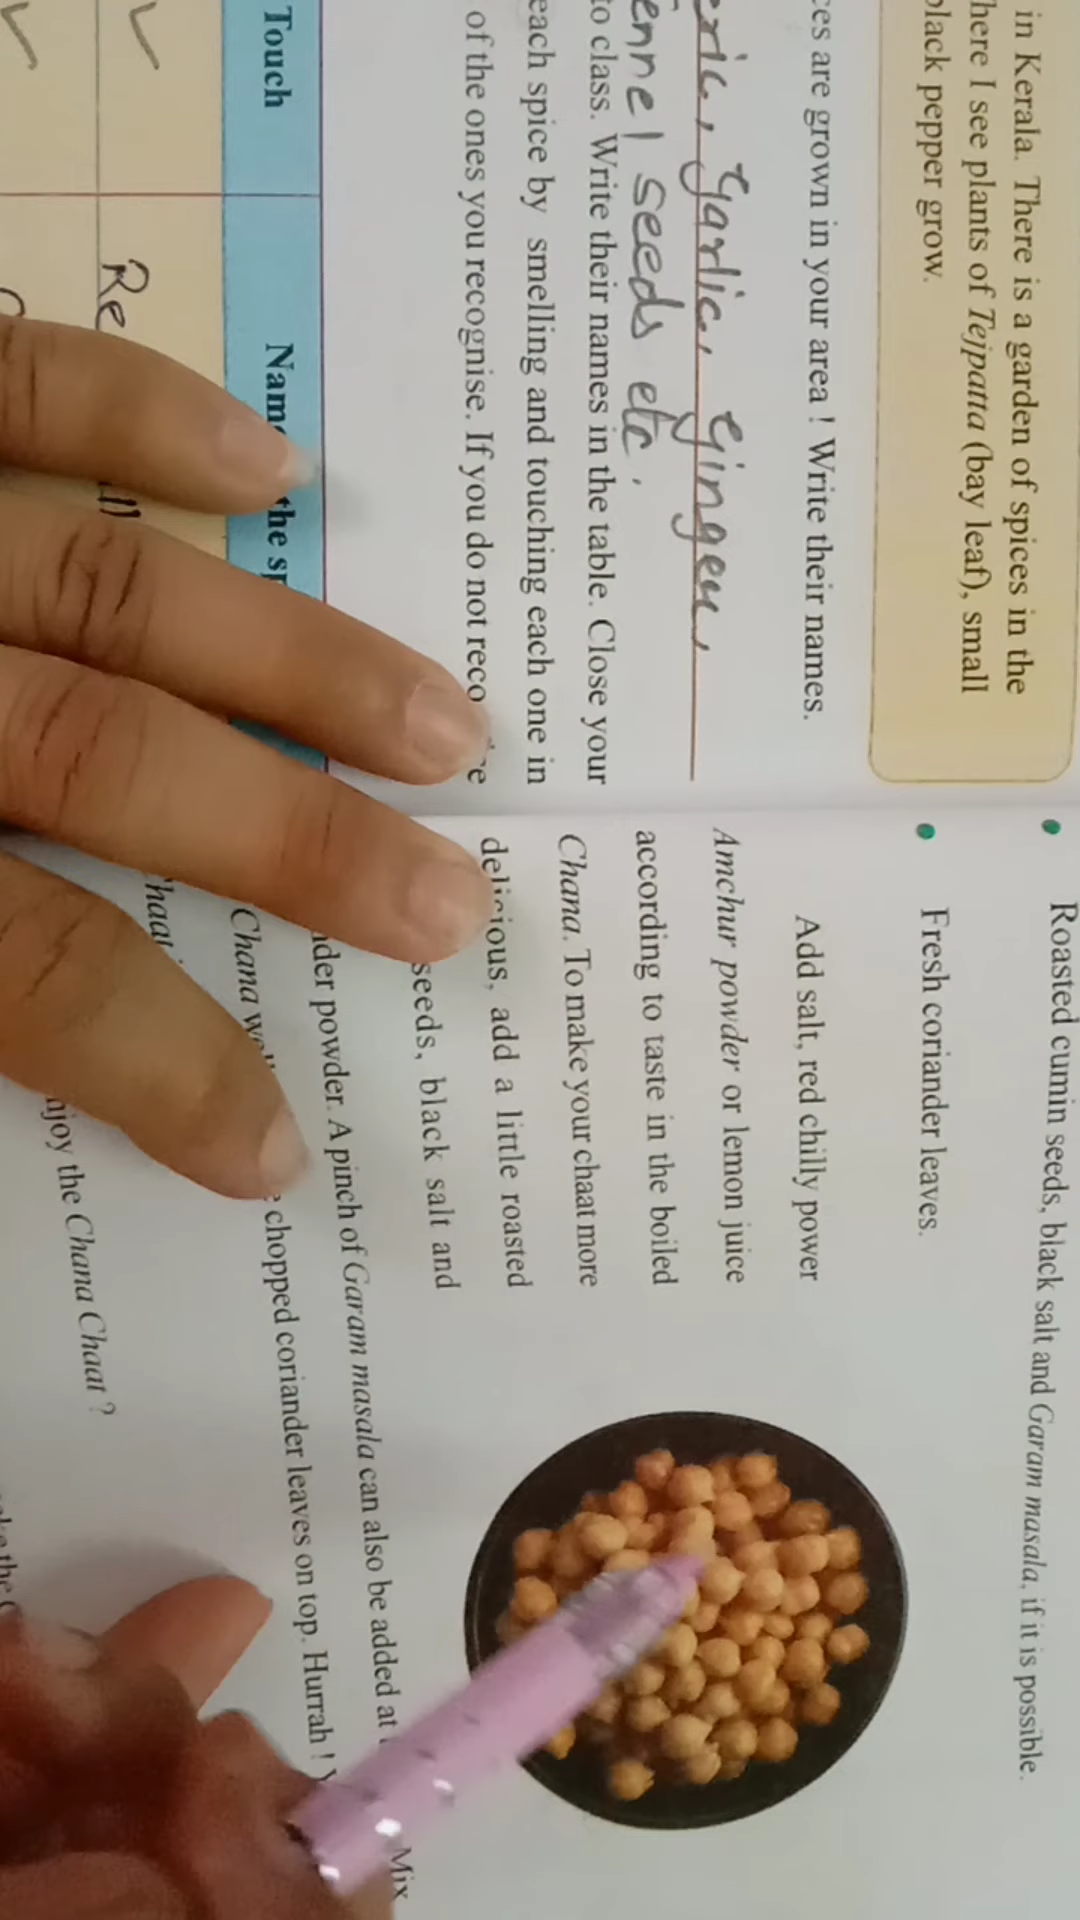 in Kerala. There is a garden of spices in the
here I see plants of Tejpatta (bay leaf), small
black pepper grow.
ces are grown in your area ! Write their names.
eric, Garlic, Ginger,
ennel seeds etc.
to class. Write their names in the table. Close your
each spice by smelling and touching each one in
of the ones you recognise. If you do not
Touch
the
Roasted cumin seeds, black salt and Garam masala, if it is possible.
Fresh coriander leaves.
Add salt, red chilly power
Amchur powder or lemon juice
according to taste in the boiled
Chana. To make your chaat more
delicious, add a little roasted
seeds, black salt and
powder. A pinch of Garam masala can also be added at
Mix
Chana
chopped coriander leaves on top. Hurrah !
the Chana Chaat ?